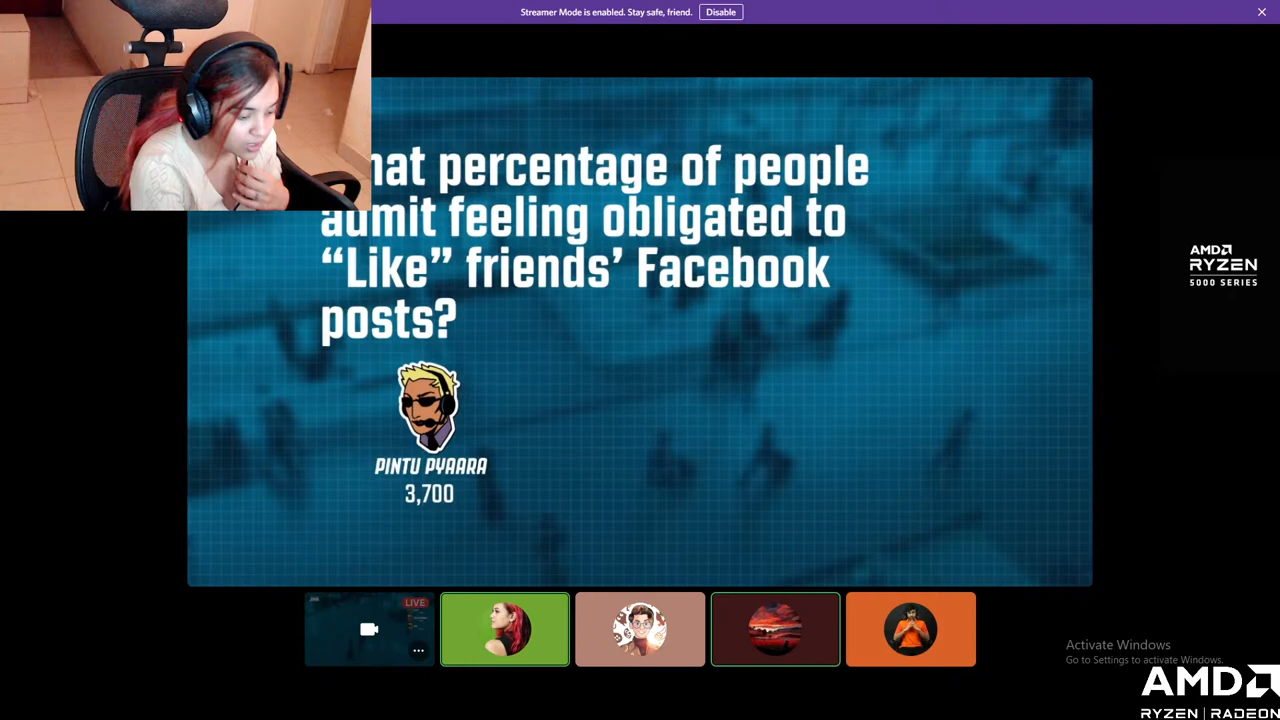 Streamer Mode is enabled. Stay safe, friend.
Disable
hat percentage of people
admit feeling obligated to
“Like” friends’ Facebook
posts?
PINTU PYAARA
3,700
AMD
RYZEN
5000 SERIES
LIVE
Activate Windows
Go to Settings to activate Windows.
AMD
RYZEN | RADEON